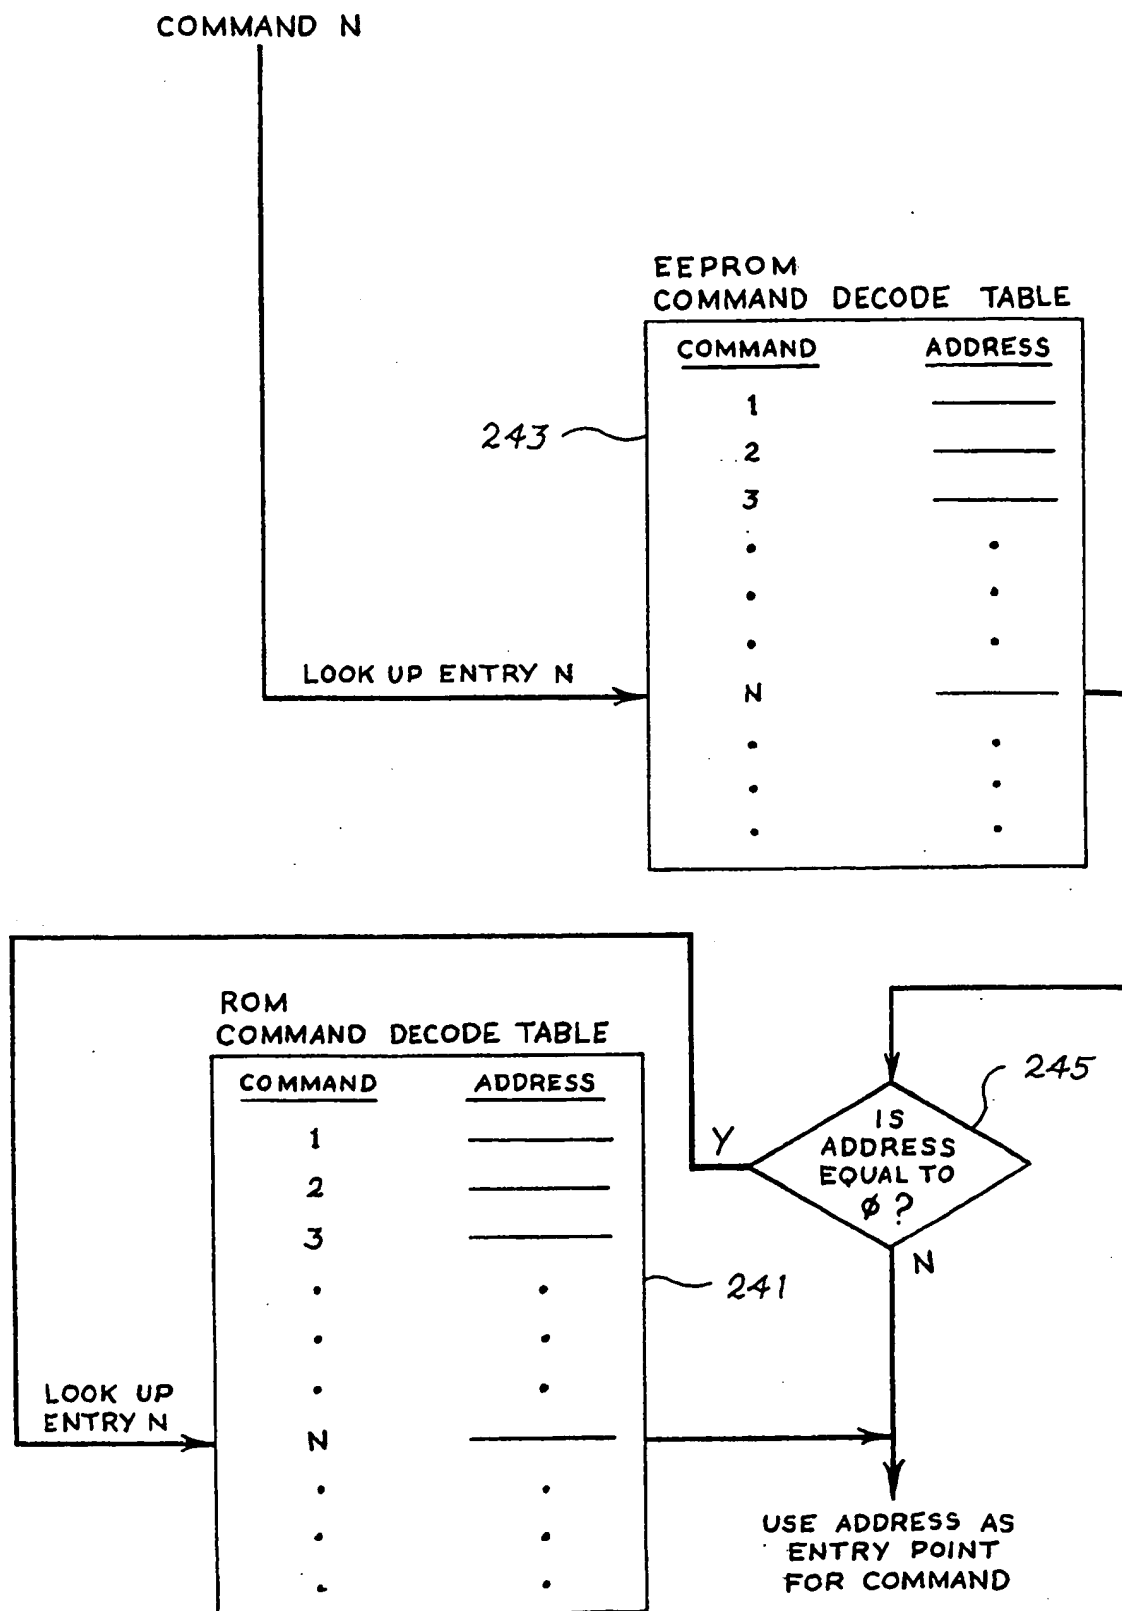 COMMAND N
EEPROM
COMMAND DECODE TABLE
COMMAND ADDRESS
1
243
2
3
LOOK UP ENTRY N
N
ROM
COMMAND DECODE TABLE
COMMAND ADDRESS
1
2
3
241
LOOK UP
ENTRY N
N
245
IS
ADDRESS
EQUAL TO
ø ?
Y
N
USE ADDRESS AS
ENTRY POINT
FOR COMMAND